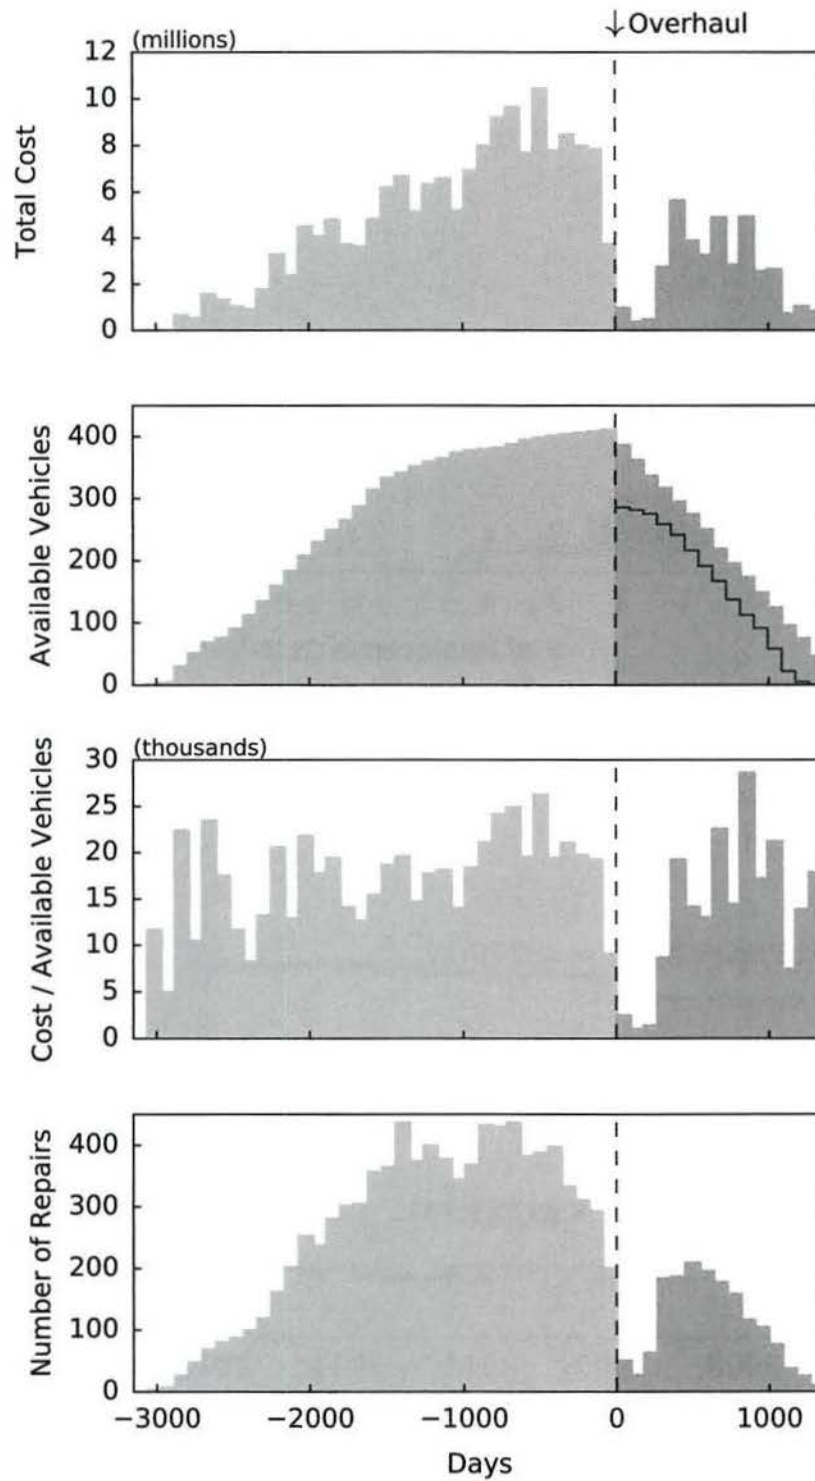 ↓Overhaul
(millions)
12
10
8
6
4
2
0
Total Cost
400
300
200
100
0
Available Vehicles
(thousands)
30
25
20
15
10
5
0
Cost / Available Vehicles
400
300
200
100
0
Number of Repairs
−3000 −2000 −1000 0 1000
Days